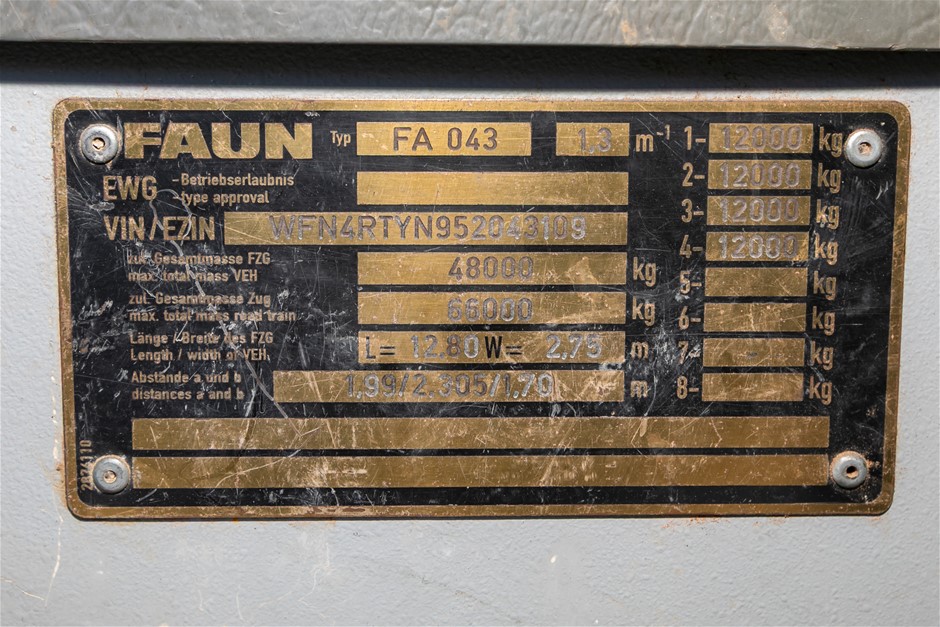 FAUN Typ FA 043 1,3 m⁻¹ 1- 12000 kg
EWG -Betriebserlaubnis
-type approval
2- 12000 kg
VIN/EZIN WFN4RTYN952043109 3- 12000 kg
zul. Gesamtmasse FZG
max. total mass VEH
48000 kg 4- 12000 kg
5- kg
zul. Gesamtmasse Zug
max. total mass road train
66000 kg 6- kg
Länge / Breite des FZG
Length / width of VEH
L= 12.80 W= 2,75 m 7- - kg
Abstände a und b
distances a and b
1,99/2.305/1,70 m 8- kg
2824110